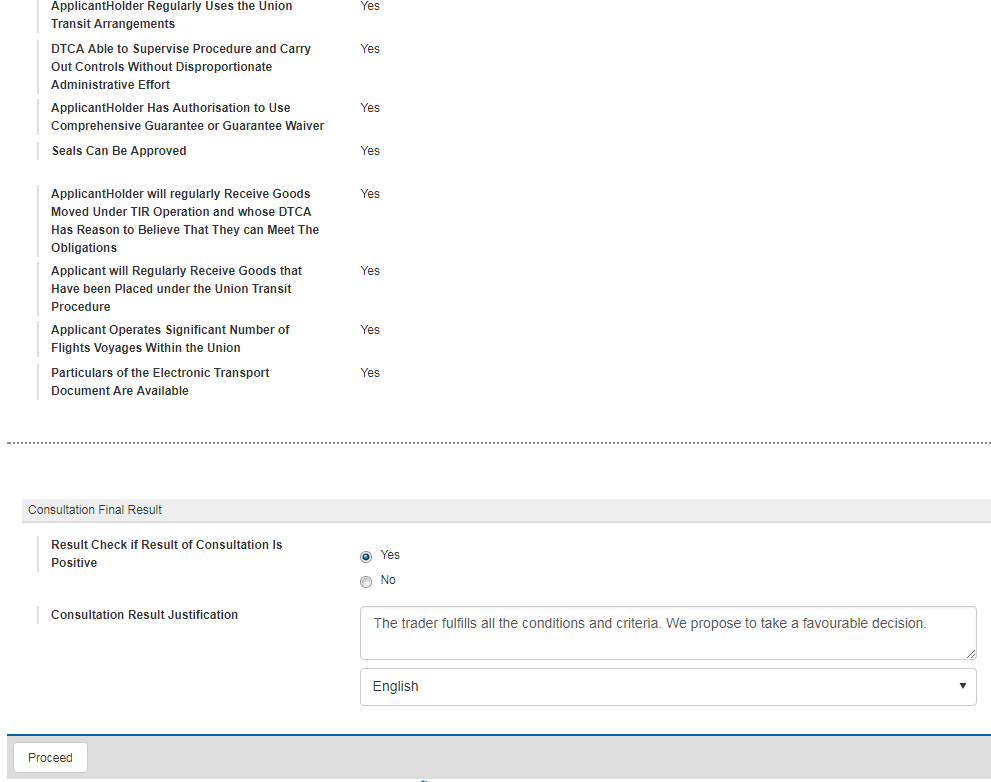 ApplicantHolder Regularly Uses the Union Yes
Transit Arrangements
DTCA Able to Supervise Procedure and Carry Yes
Out Controls Without Disproportionate
Administrative Effort
ApplicantHolder Has Authorisation to Use Yes
Comprehensive Guarantee or Guarantee Waiver
Seals Can Be Approved Yes
ApplicantHolder will regularly Receive Goods Yes
Moved Under TIR Operation and whose DTCA
Has Reason to Believe That They can Meet The
Obligations
Applicant will Regularly Receive Goods that Yes
Have been Placed under the Union Transit
Procedure
Applicant Operates Significant Number of Yes
Flights Voyages Within the Union
Particulars of the Electronic Transport Yes
Document Are Available
Consultation Final Result
Result Check if Result of Consultation Is
Positive
Yes
No
Consultation Result Justification
The trader fulfills all the conditions and criteria. We propose to take a favourable decision.
English
Proceed